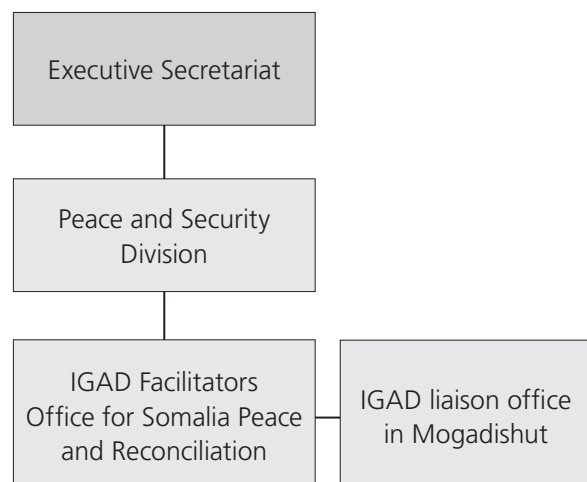 Executive Secretariat
Peace and Security
Division
IGAD Facilitators
Office for Somalia Peace
and Reconciliation
IGAD liaison office
in Mogadishut